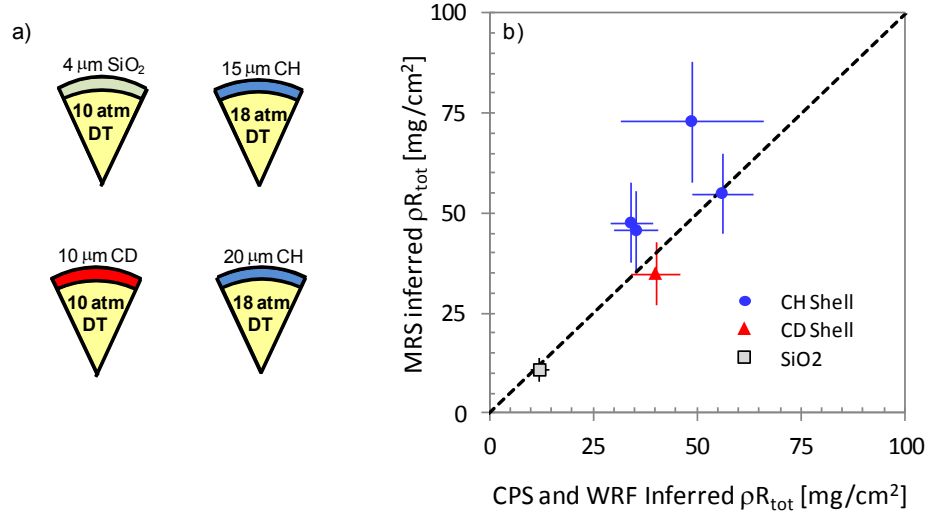 a)
4 μm SiO₂
10 atm
DT
15 μm CH
18 atm
DT
10 μm CD
10 atm
DT
20 μm CH
18 atm
DT
b)
MRS inferred ρR_tot [mg/cm²]
100
75
50
25
0
CH Shell
CD Shell
SiO2
0 25 50 75 100
CPS and WRF Inferred ρR_tot [mg/cm²]